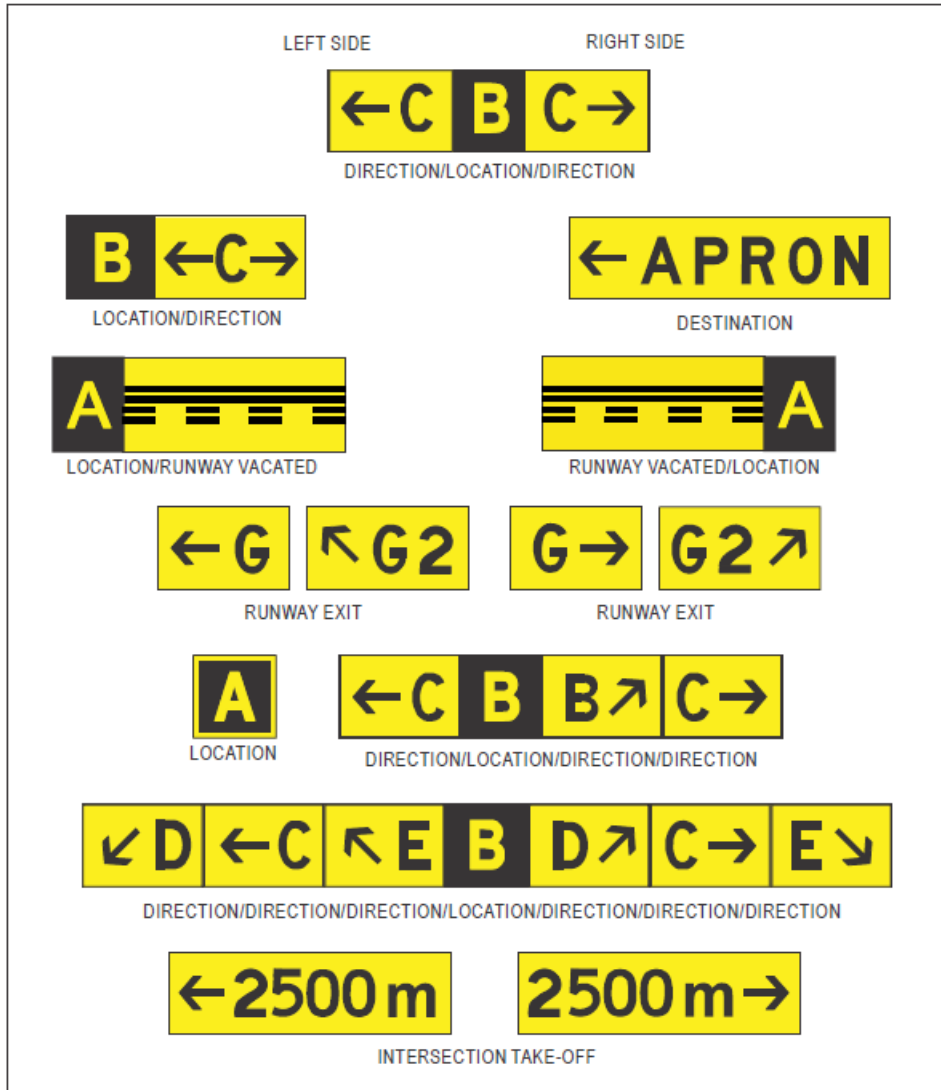 LEFT SIDE RIGHT SIDE
←C B C→
DIRECTION/LOCATION/DIRECTION
B ←C→ ← APRON
LOCATION/DIRECTION DESTINATION
A A
LOCATION/RUNWAY VACATED RUNWAY VACATED/LOCATION
←G ↖G2 G→ G2↗
RUNWAY EXIT RUNWAY EXIT
A ←C B B↗ C→
LOCATION DIRECTION/LOCATION/DIRECTION/DIRECTION
↙D ←C ↖E B D↗ C→ E↘
DIRECTION/DIRECTION/DIRECTION/LOCATION/DIRECTION/DIRECTION/DIRECTION
←2500 m 2500 m→
INTERSECTION TAKE-OFF